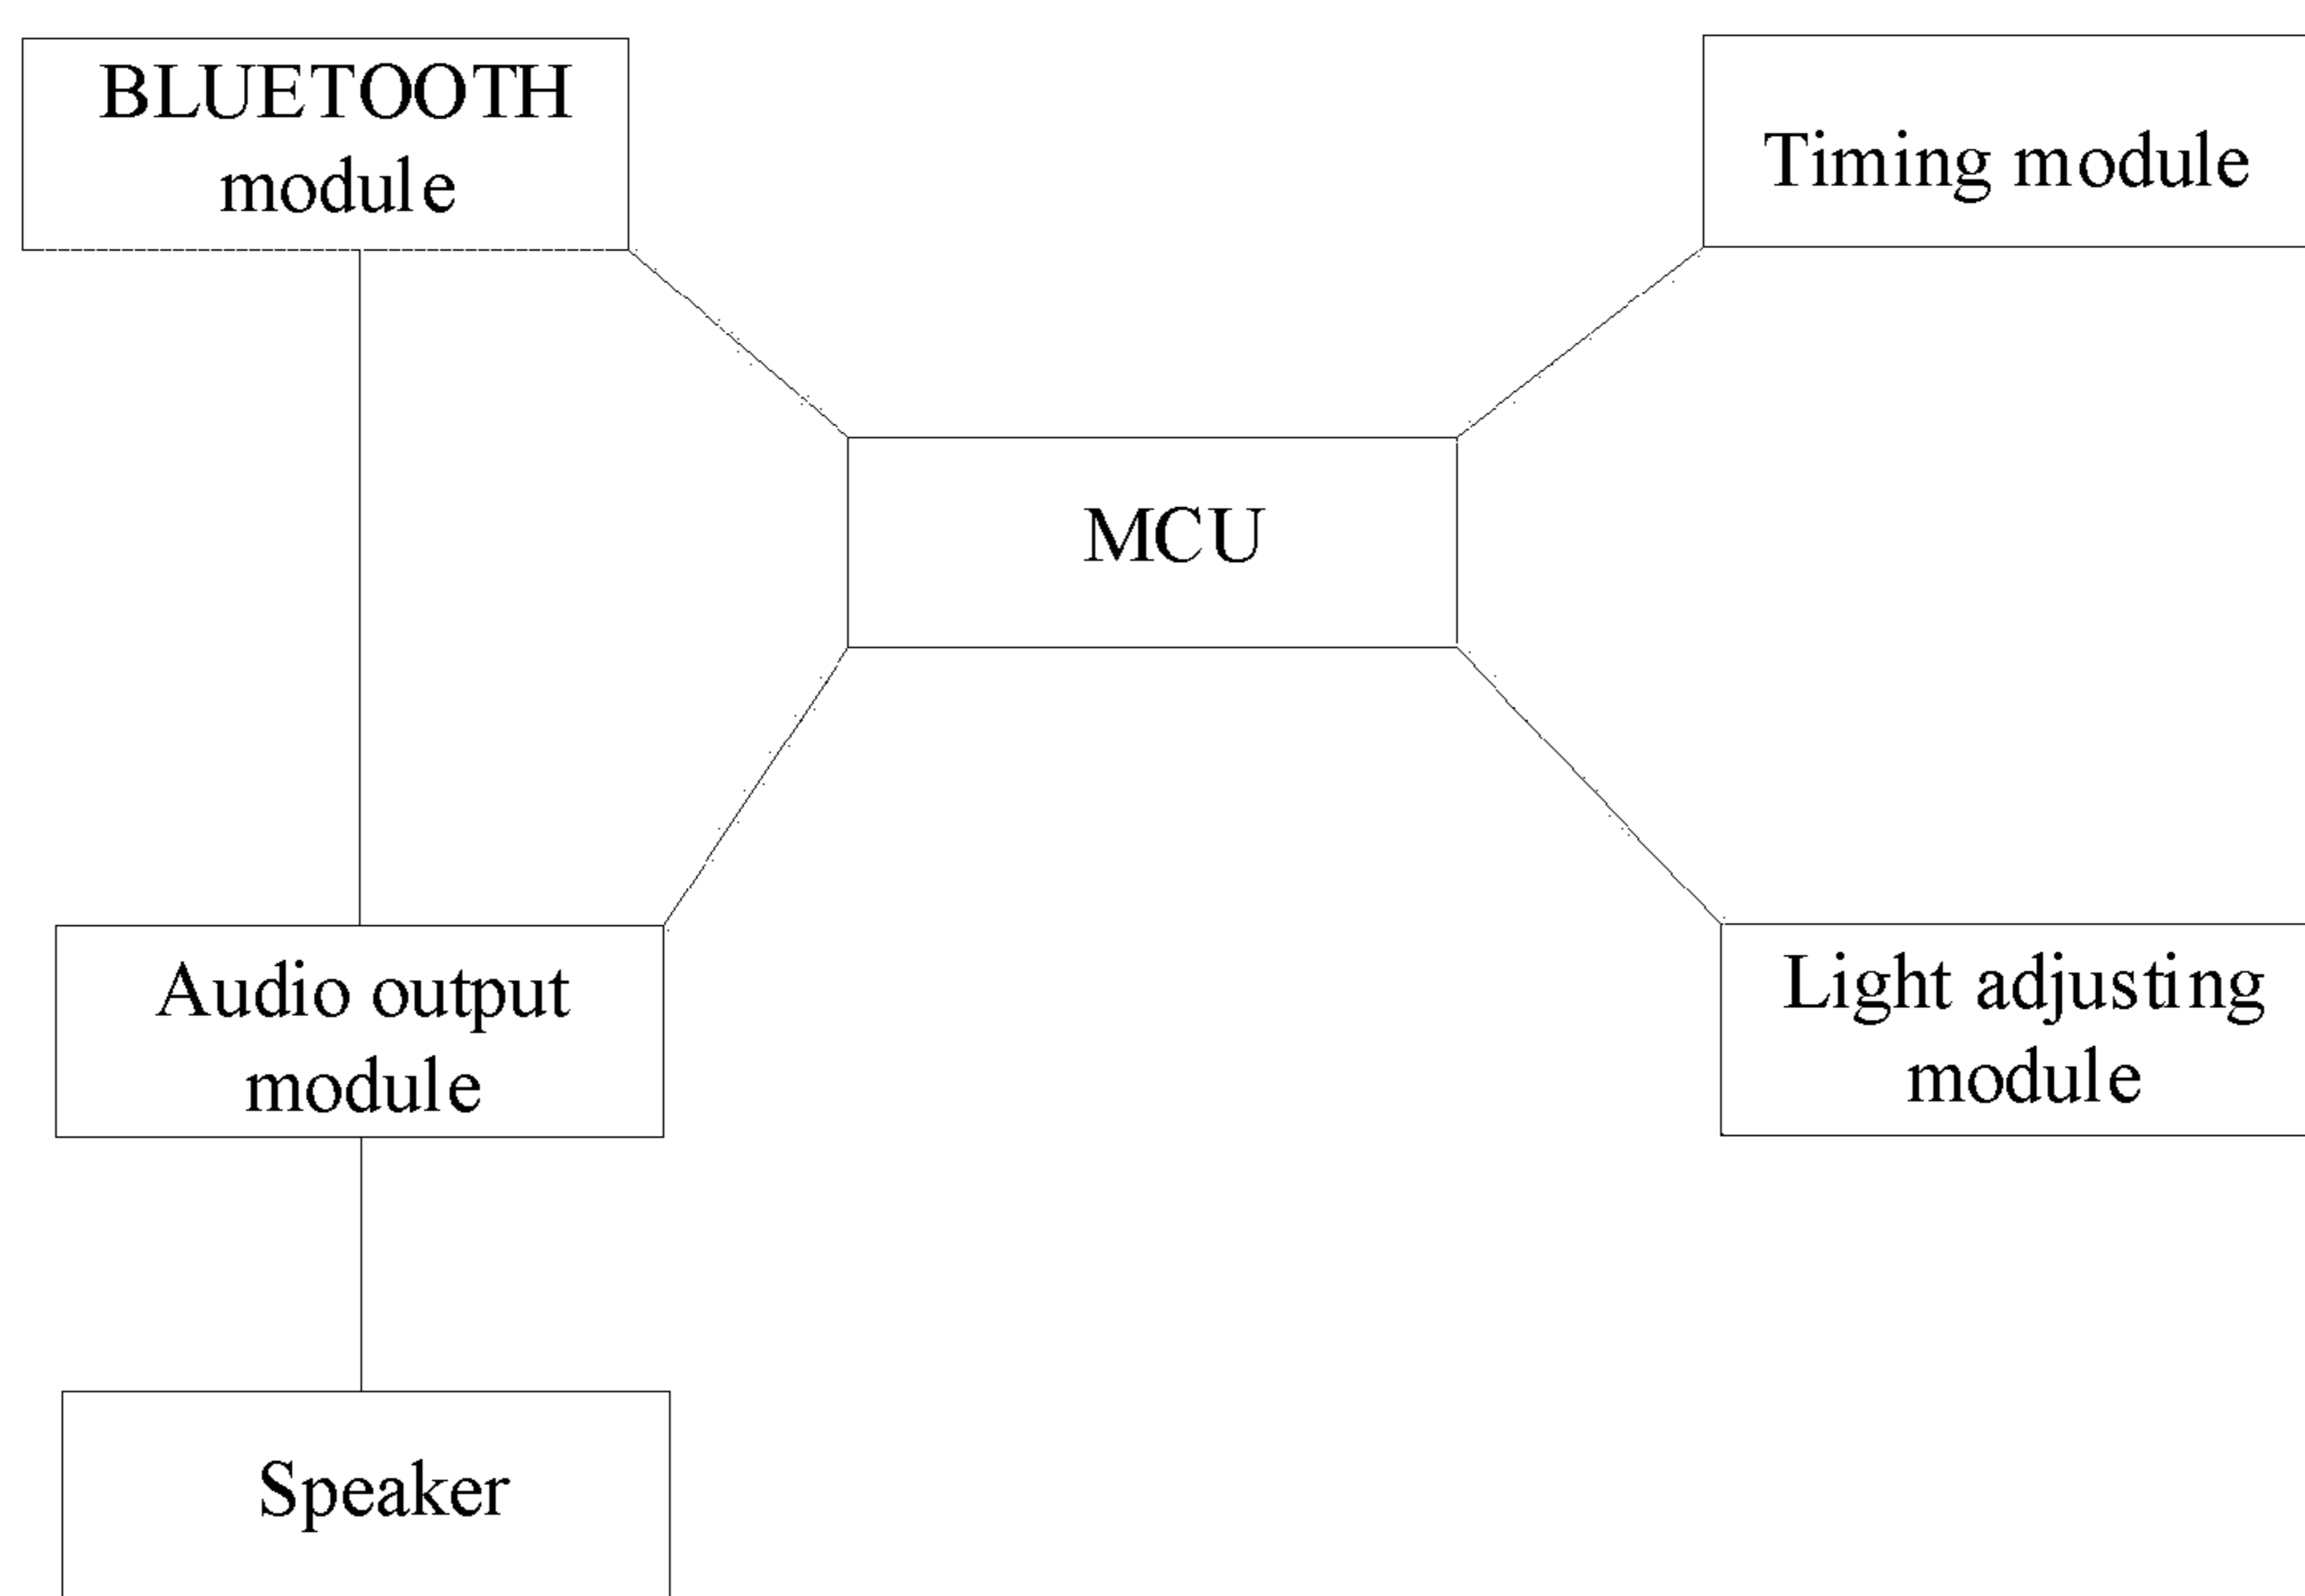 BLUETOOTH
module
Timing module
MCU
Audio output
module
Light adjusting
module
Speaker